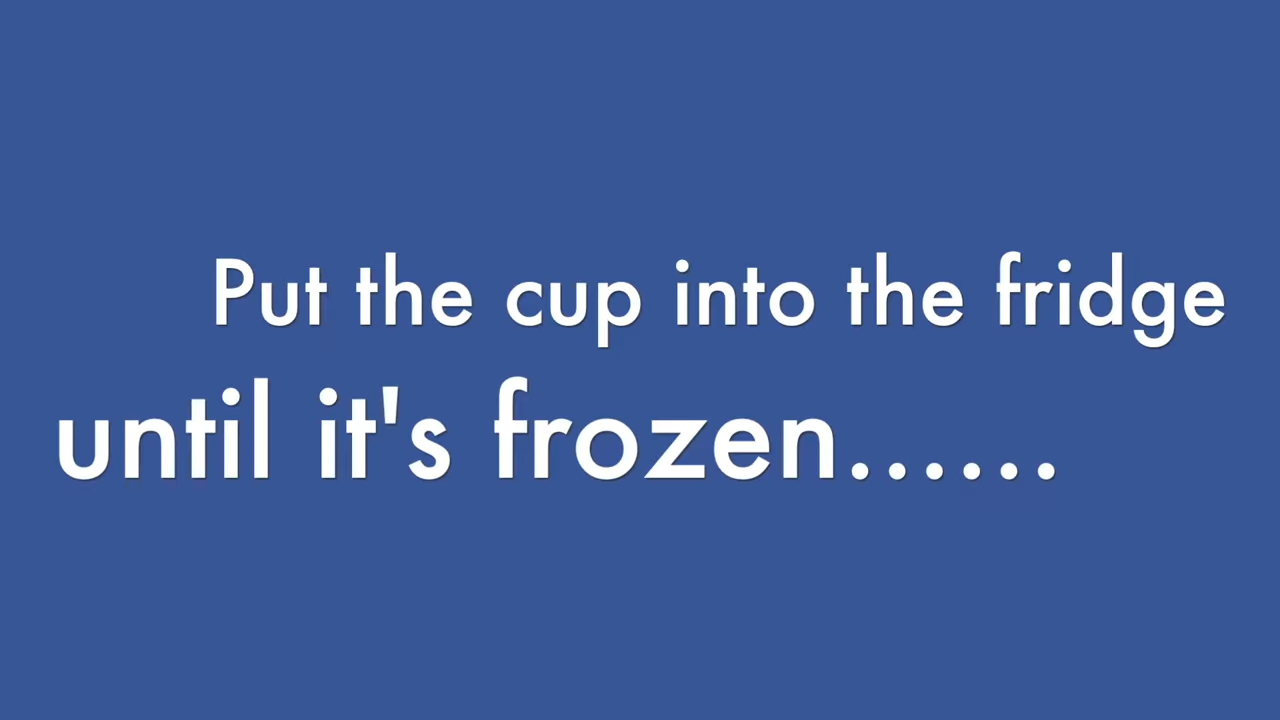 Put the cup into the fridge
until it's frozen......